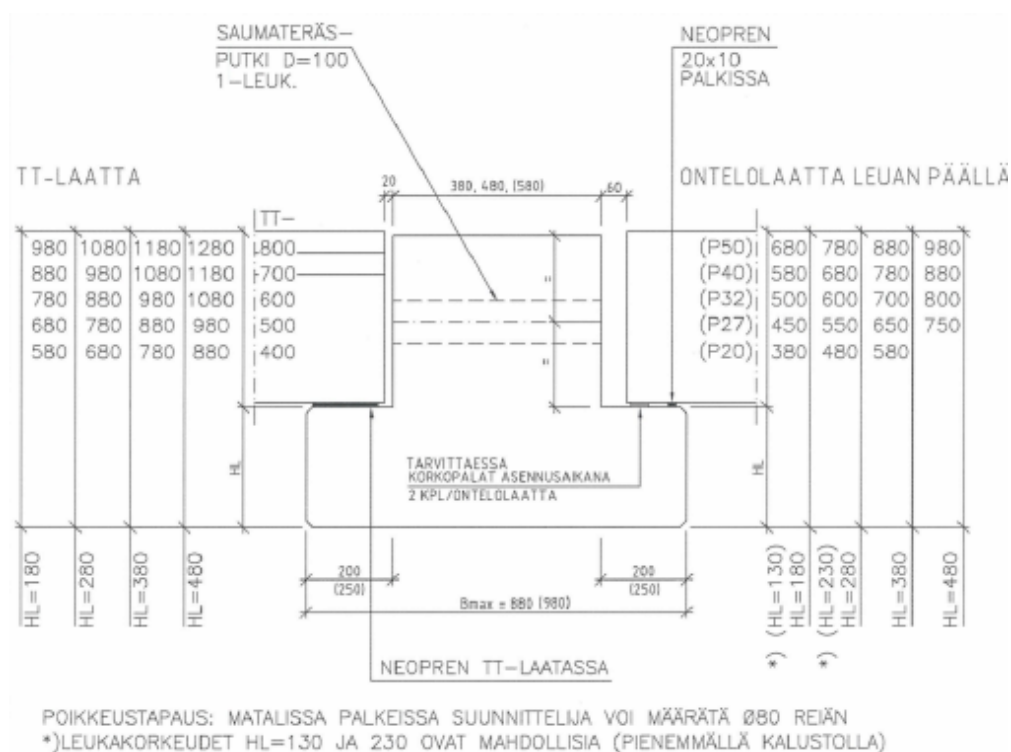 SAUMATERÄS-
PUTKI D=100
1-LEUK.
NEOPREN
20x10
PALKISSA
TT-LAATTA
20
380, 480, (580)
60
ONTELOLAATTA LEUAN PÄÄLLÄ
TT-
980 1080 1180 1280 800
880 980 1080 1180 700
780 880 980 1080 600
680 780 880 980 500
580 680 780 880 400
(P50) 680 780 880 980
(P40) 580 680 780 880
(P32) 500 600 700 800
(P27) 450 550 650 750
(P20) 380 480 580
=
=
HL
HL
TARVITTAESSA
KORKOPALAT ASENNUSAIKANA
2 KPL/ONTELOLAATTA
200
(250)
200
(250)
Bmax = 880 (980)
HL=180
HL=280
HL=380
HL=480
*) (HL=130)
HL=180
*) (HL=230)
HL=280
HL=380
HL=480
NEOPREN TT-LAATASSA
POIKKEUSTAPAUS: MATALISSA PALKEISSA SUUNNITTELIJA VOI MÄÄRÄTÄ Ø80 REIÄN
*)LEUKAKORKEUDET HL=130 JA 230 OVAT MAHDOLLISIA (PIENEMMÄLLÄ KALUSTOLLA)